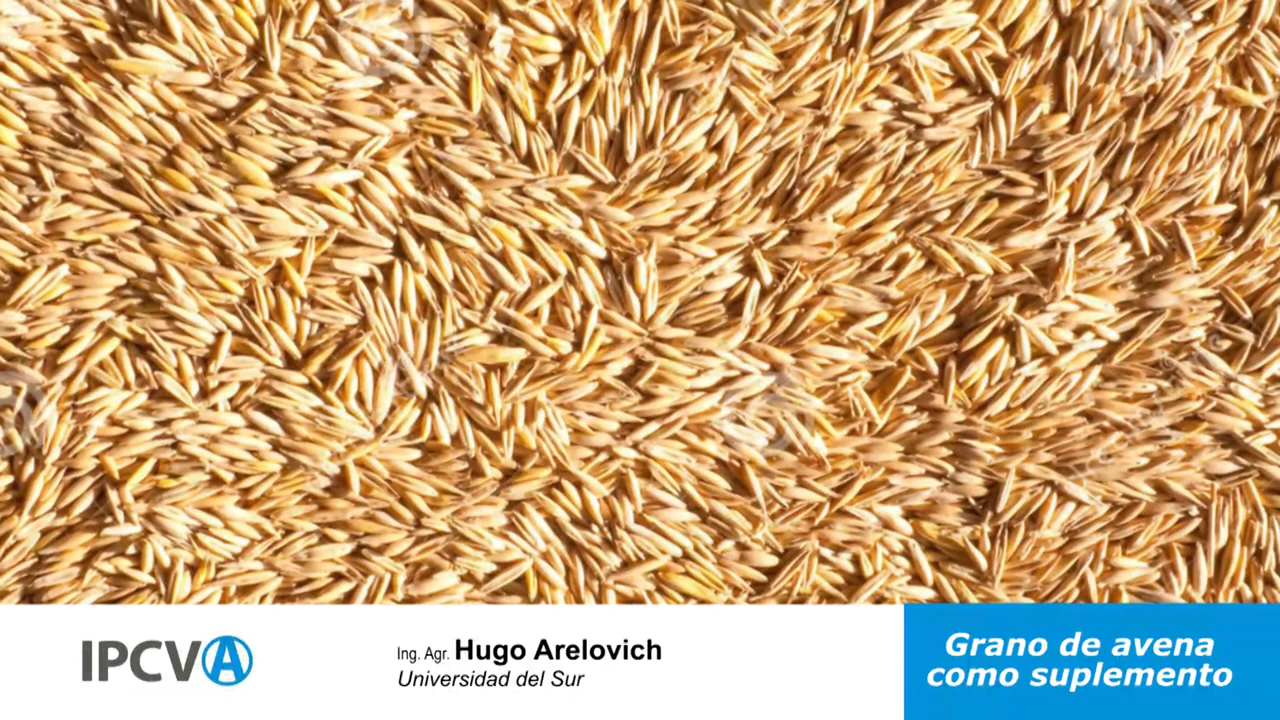 IPCVA
Ing. Agr. Hugo Arelovich
Universidad del Sur
Grano de avena
como suplemento